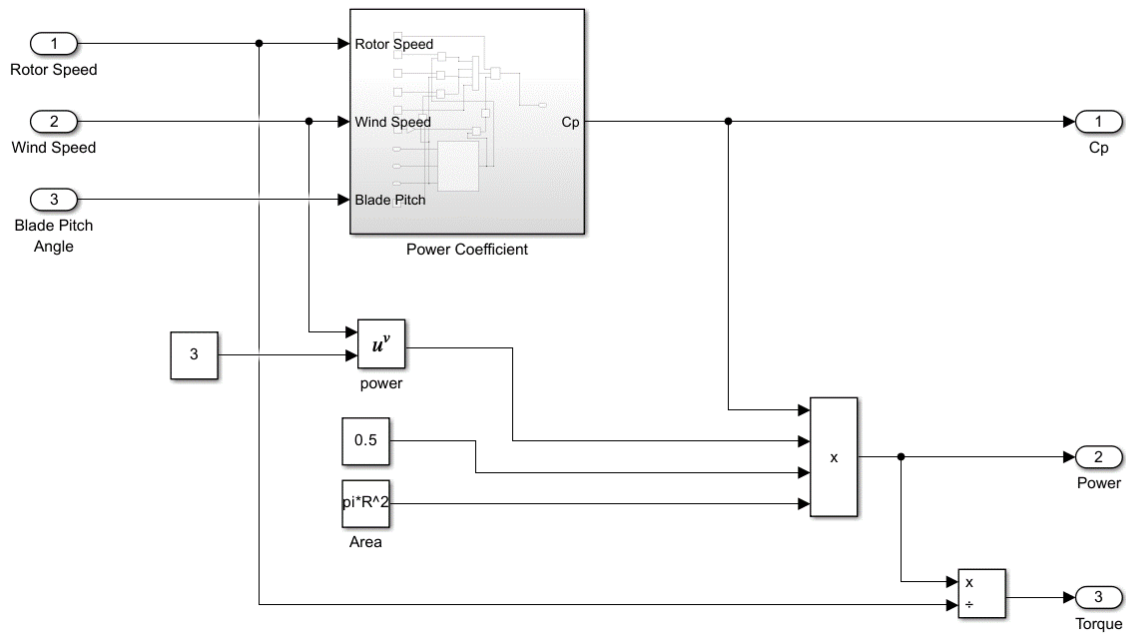 1
Rotor Speed
2
Wind Speed
3
Blade Pitch
Angle
Rotor Speed
Wind Speed
Blade Pitch
Cp
Power Coefficient
1
Cp
3
u^v
power
0.5
pi*R^2
Area
x
2
Power
x
÷
3
Torque